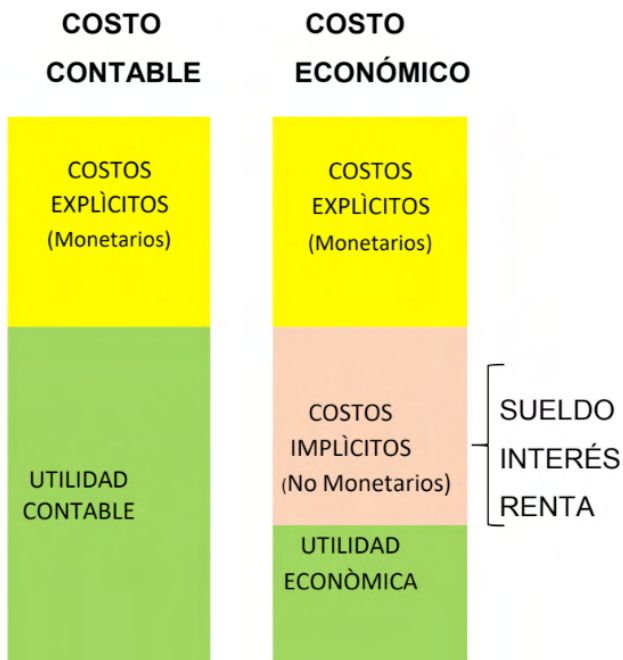 COSTO
CONTABLE
COSTO
ECONÓMICO
COSTOS
EXPLÌCITOS
(Monetarios)
COSTOS
EXPLÌCITOS
(Monetarios)
UTILIDAD
CONTABLE
COSTOS
IMPLÌCITOS
(No Monetarios)
SUELDO
INTERÉS
RENTA
UTILIDAD
ECONÒMICA